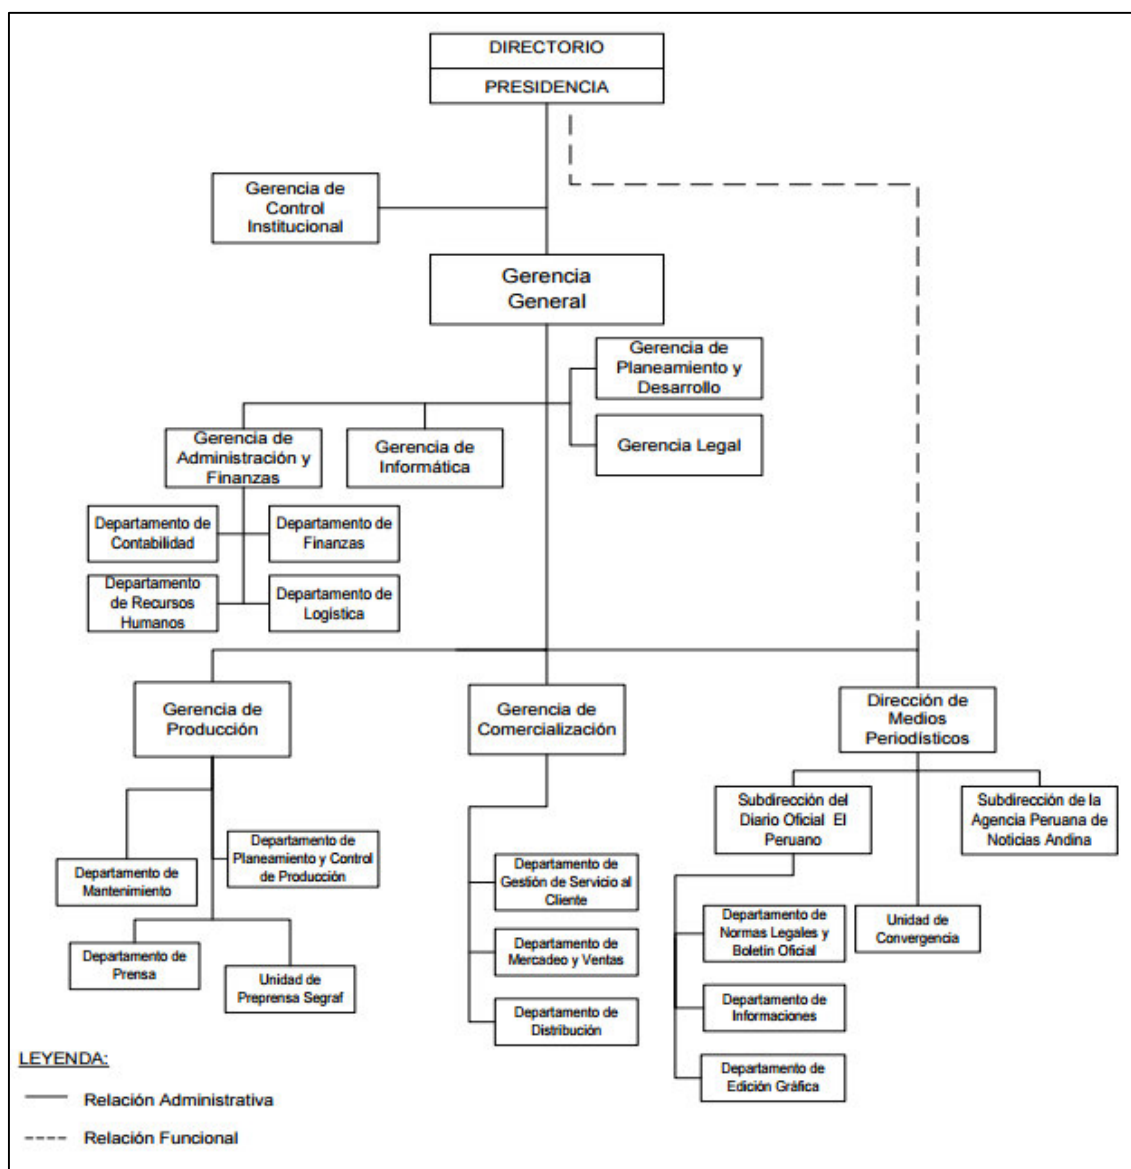 DIRECTORIO
PRESIDENCIA
Gerencia de
Control
Institucional
Gerencia
General
Gerencia de
Planeamiento y
Desarrollo
Gerencia Legal
Gerencia de
Administración y
Finanzas
Gerencia de
Informática
Departamento de
Contabilidad
Departamento de
Finanzas
Departamento
de Recursos
Humanos
Departamento de
Logística
Gerencia de
Producción
Gerencia de
Comercialización
Dirección de
Medios
Periodísticos
Departamento de
Mantenimiento
Departamento de
Planeamiento y Control
de Producción
Departamento de
Prensa
Unidad de
Preprensa Segraf
Departamento de
Gestión de Servicio al
Cliente
Departamento de
Mercadeo y Ventas
Departamento de
Distribución
Subdirección del
Diario Oficial El
Peruano
Subdirección de la
Agencia Peruana de
Noticias Andina
Departamento de
Normas Legales y
Boletín Oficial
Unidad de
Convergencia
Departamento de
Informaciones
Departamento de
Edición Gráfica
LEYENDA:
Relación Administrativa
Relación Funcional